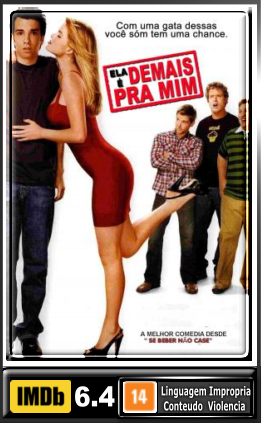 Com uma gata dessas
você sóm tem uma chance.
ELA
É
DEMAIS
PRA MIM
A MELHOR COMEDIA DESDE
" SE BEBER NÃO CASE"
IMDb 6.4 14 Linguagem Impropria
Conteudo Violencia